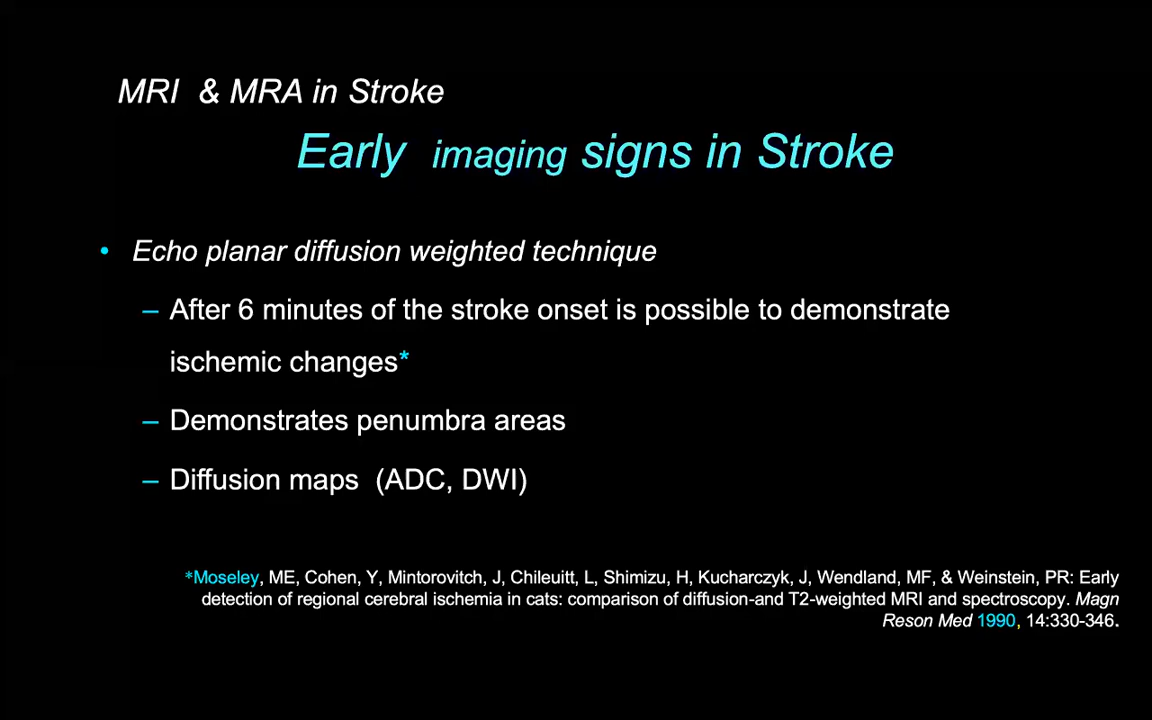 MRI & MRA in Stroke
Early imaging signs in Stroke
• Echo planar diffusion weighted technique
– After 6 minutes of the stroke onset is possible to demonstrate
ischemic changes*
– Demonstrates penumbra areas
– Diffusion maps (ADC, DWI)
*Moseley, ME, Cohen, Y, Mintorovitch, J, Chileuitt, L, Shimizu, H, Kucharczyk, J, Wendland, MF, & Weinstein, PR: Early
detection of regional cerebral ischemia in cats: comparison of diffusion-and T2-weighted MRI and spectroscopy. Magn
Reson Med 1990, 14:330-346.